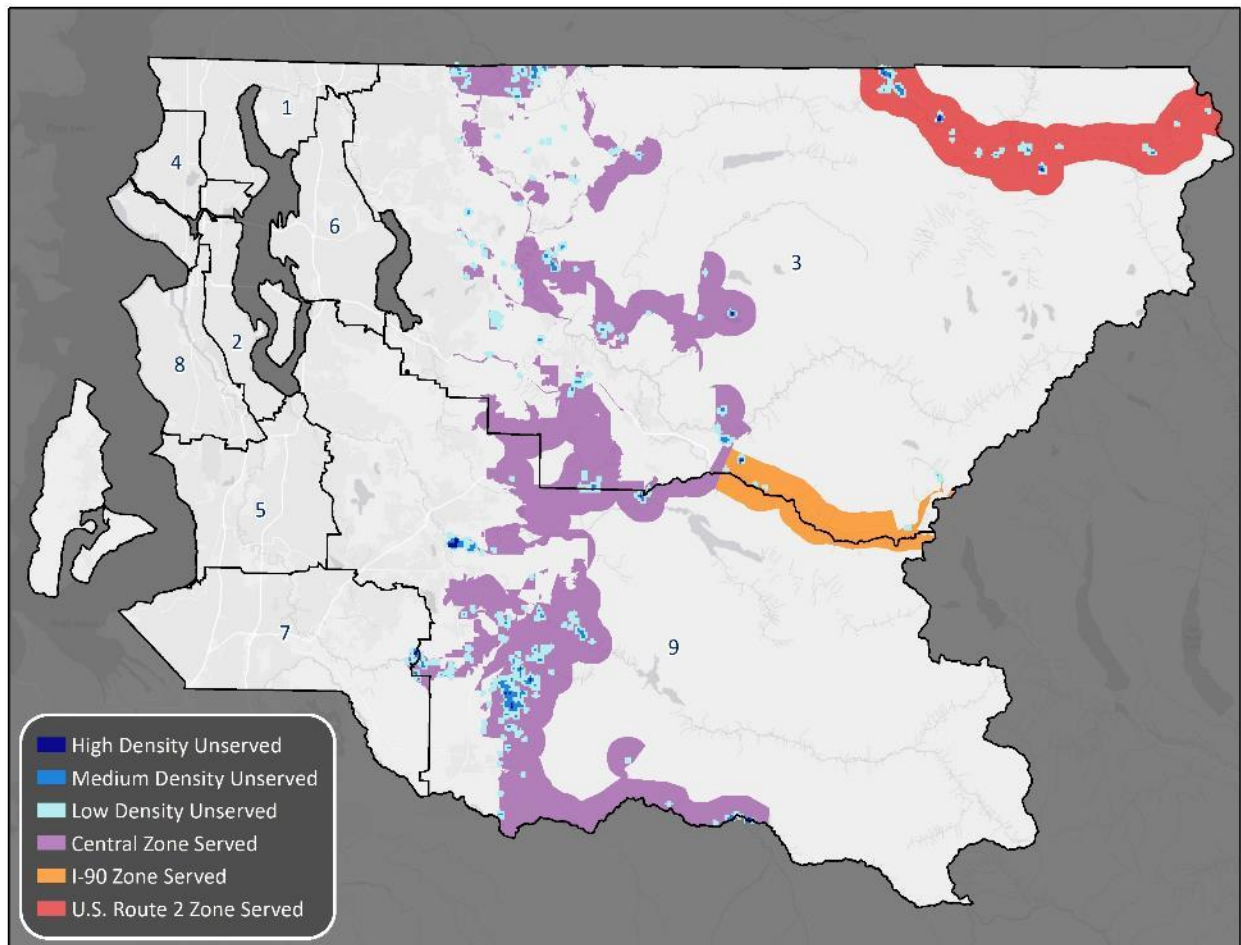 1
4
6
3
2
8
5
7
9
High Density Unserved
Medium Density Unserved
Low Density Unserved
Central Zone Served
I-90 Zone Served
U.S. Route 2 Zone Served